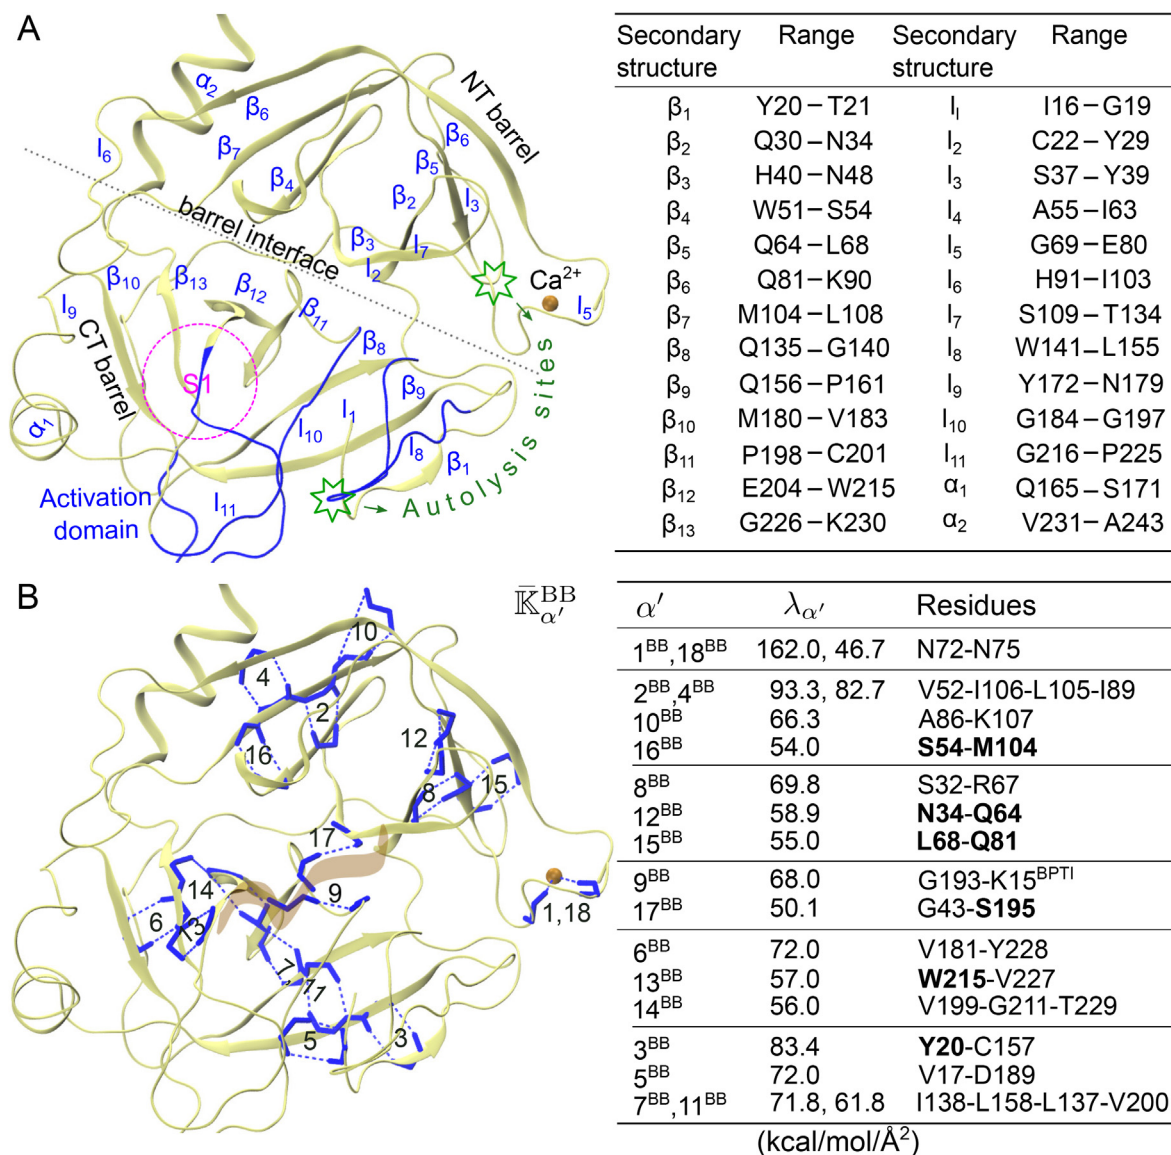 A
α2
β6
l6
β7
β4
NT barrel
β6
β5
l3
β2
barrel interface
β3
l7
l2
Ca2+
l5
β10
β13
β12
β11
l9
CT barrel
S1
β8
β9
α1
l10
l1
l8
β1
Activation
domain
l11
Autolysis sites
Secondary structure Range Secondary structure Range
β1 Y20–T21 lI I16–G19
β2 Q30–N34 l2 C22–Y29
β3 H40–N48 l3 S37–Y39
β4 W51–S54 l4 A55–I63
β5 Q64–L68 l5 G69–E80
β6 Q81–K90 l6 H91–I103
β7 M104–L108 l7 S109–T134
β8 Q135–G140 l8 W141–L155
β9 Q156–P161 l9 Y172–N179
β10 M180–V183 l10 G184–G197
β11 P198–C201 l11 G216–P225
β12 E204–W215 α1 Q165–S171
β13 G226–K230 α2 V231–A243
B
𝕂̄α′BB
10
4
2
16
12
8
15
17
14
9
6
13
1,18
7, 11
5
3
α′ λα′ Residues
1BB,18BB 162.0, 46.7 N72-N75
2BB,4BB 93.3, 82.7 V52-I106-L105-I89
10BB 66.3 A86-K107
16BB 54.0 S54-M104
8BB 69.8 S32-R67
12BB 58.9 N34-Q64
15BB 55.0 L68-Q81
9BB 68.0 G193-K15BPTI
17BB 50.1 G43-S195
6BB 72.0 V181-Y228
13BB 57.0 W215-V227
14BB 56.0 V199-G211-T229
3BB 83.4 Y20-C157
5BB 72.0 V17-D189
7BB,11BB 71.8, 61.8 I138-L158-L137-V200
(kcal/mol/Å2)